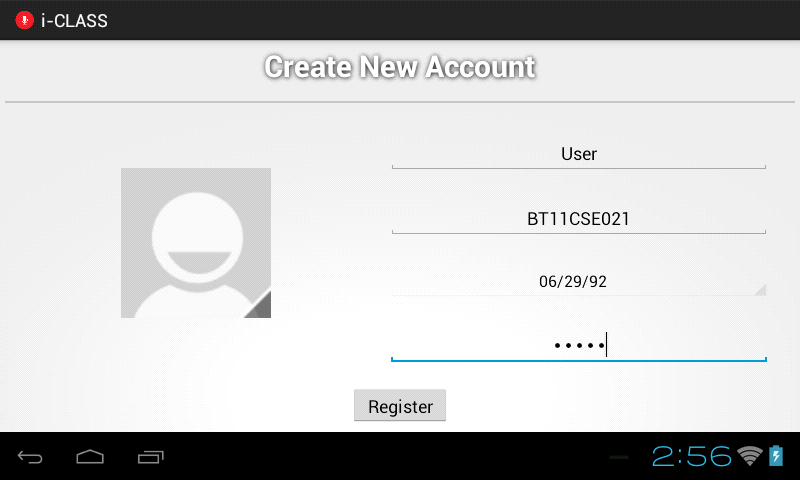 i-CLASS
Create New Account
User
BT11CSE021
06/29/92
•••••
Register
2:56